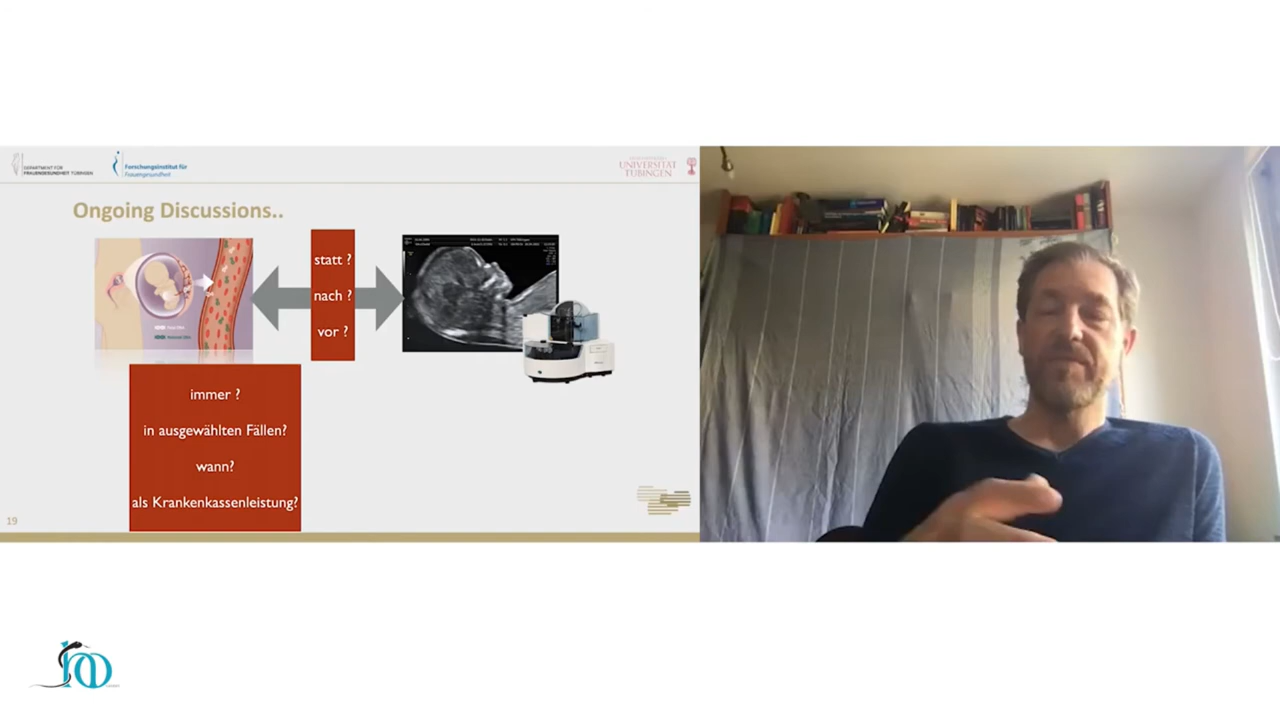 DEPARTMENT FÜR
FRAUENGESUNDHEIT TÜBINGEN
Forschungsinstitut für
Frauengesundheit
UNIVERSITÄT
TÜBINGEN
Ongoing Discussions..
statt ?
nach ?
vor ?
immer ?
in ausgewählten Fällen?
wann?
als Krankenkassenleistung?
19